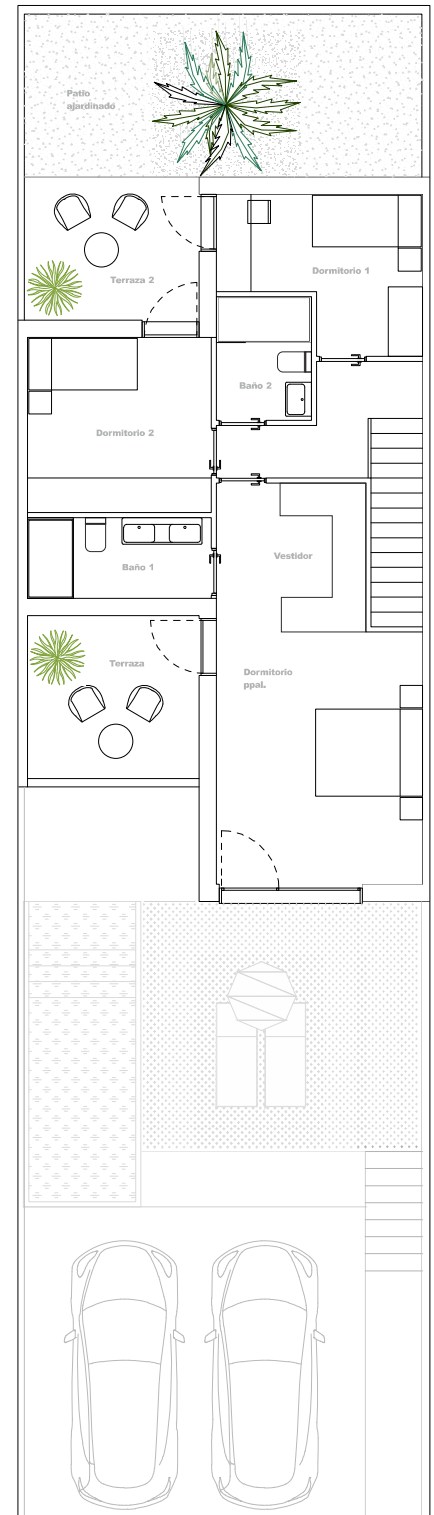 Patio
ajardinado
Terraza 2
Dormitorio 1
Baño 2
Dormitorio 2
Vestidor
Baño 1
Terraza
Dormitorio
ppal.